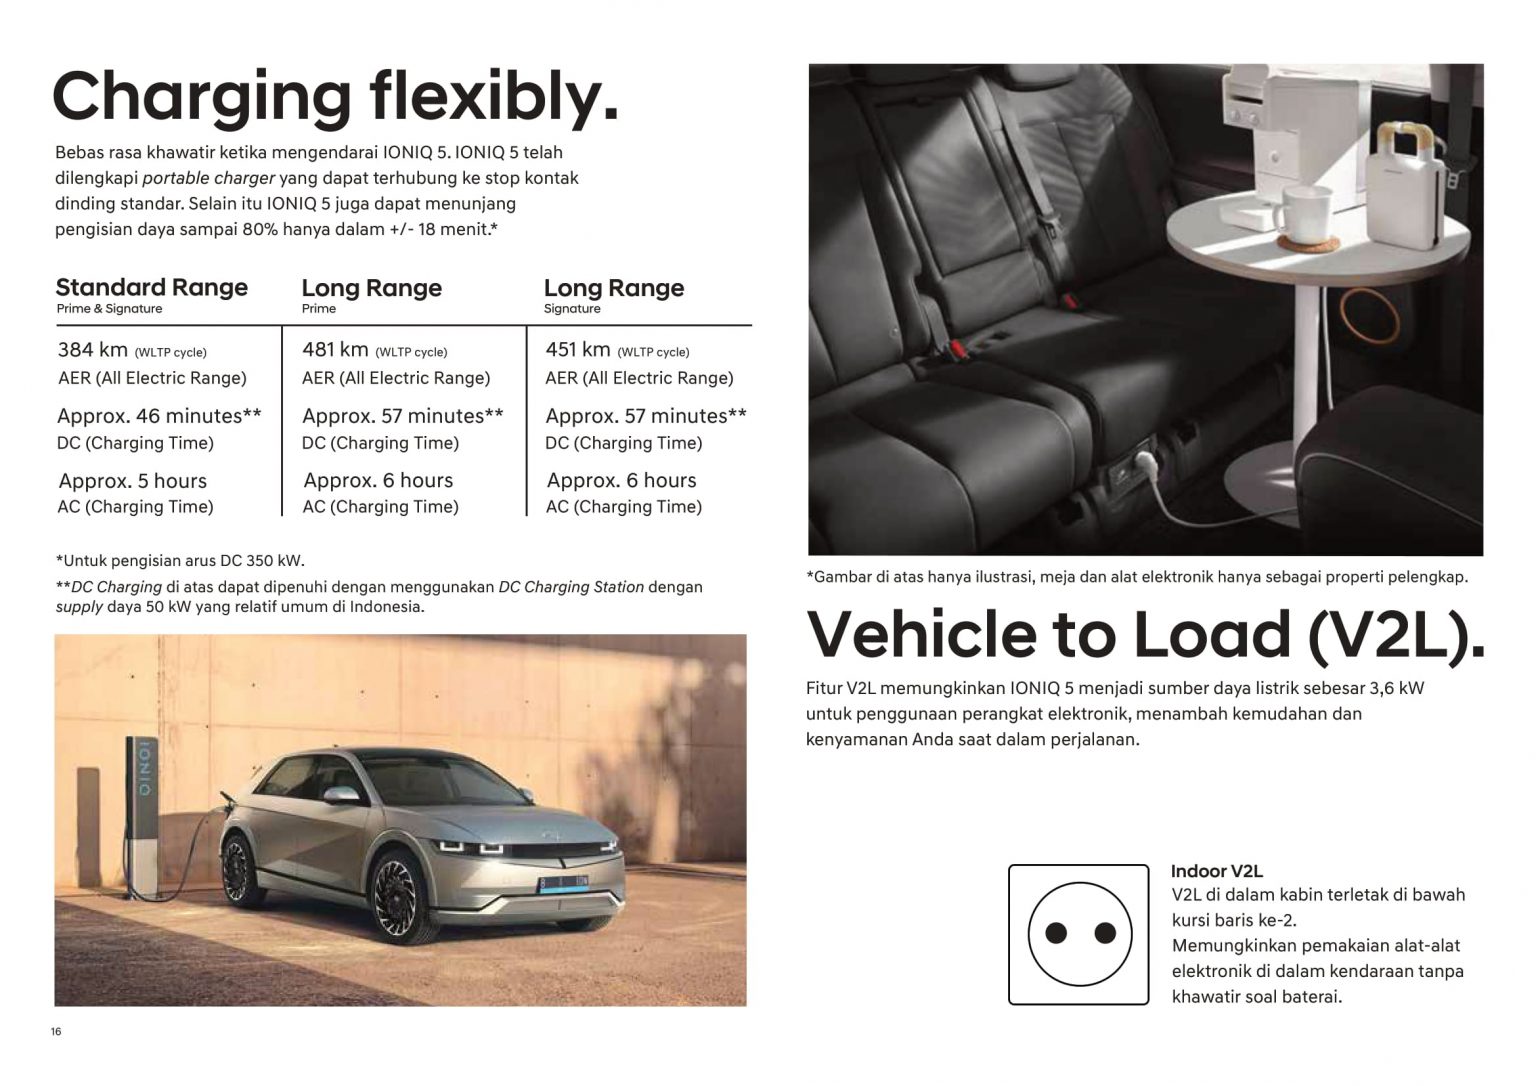 Charging flexibly.
Bebas rasa khawatir ketika mengendarai IONIQ 5. IONIQ 5 telah
dilengkapi portable charger yang dapat terhubung ke stop kontak
dinding standar. Selain itu IONIQ 5 juga dapat menunjang
pengisian daya sampai 80% hanya dalam +/- 18 menit.*
Standard Range
Prime & Signature
384 km (WLTP cycle)
AER (All Electric Range)
Approx. 46 minutes**
DC (Charging Time)
Approx. 5 hours
AC (Charging Time)
Long Range
Prime
481 km (WLTP cycle)
AER (All Electric Range)
Approx. 57 minutes**
DC (Charging Time)
Approx. 6 hours
AC (Charging Time)
Long Range
Signature
451 km (WLTP cycle)
AER (All Electric Range)
Approx. 57 minutes**
DC (Charging Time)
Approx. 6 hours
AC (Charging Time)
*Untuk pengisian arus DC 350 kW.
**DC Charging di atas dapat dipenuhi dengan menggunakan DC Charging Station dengan
supply daya 50 kW yang relatif umum di Indonesia.
IONIQ
16
*Gambar di atas hanya ilustrasi, meja dan alat elektronik hanya sebagai properti pelengkap.
Vehicle to Load (V2L).
Fitur V2L memungkinkan IONIQ 5 menjadi sumber daya listrik sebesar 3,6 kW
untuk penggunaan perangkat elektronik, menambah kemudahan dan
kenyamanan Anda saat dalam perjalanan.
Indoor V2L
V2L di dalam kabin terletak di bawah
kursi baris ke-2.
Memungkinkan pemakaian alat-alat
elektronik di dalam kendaraan tanpa
khawatir soal baterai.